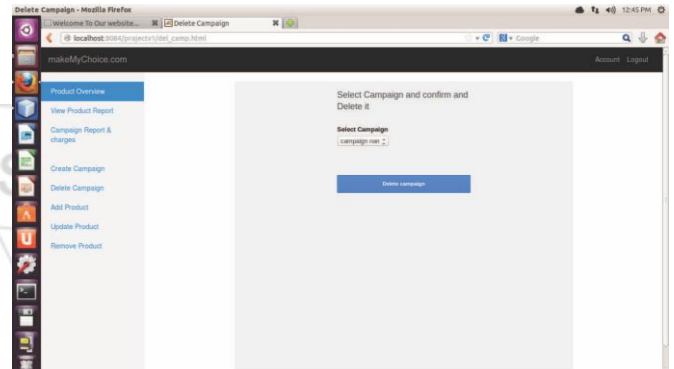 Delete Campaign - Mozilla Firefox
12:45 PM
Welcome To Our website...
Delete Campaign
localhost:8084/projectv1/del_camp.html
Google
makeMyChoice.com
Account Logout
Product Overview
View Product Report
Campaign Report &
charges
Create Campaign
Delete Campaign
Add Product
Update Product
Remove Product
Select Campaign and confirm and
Delete it
Select Campaign
campaign nan
Delete campaign